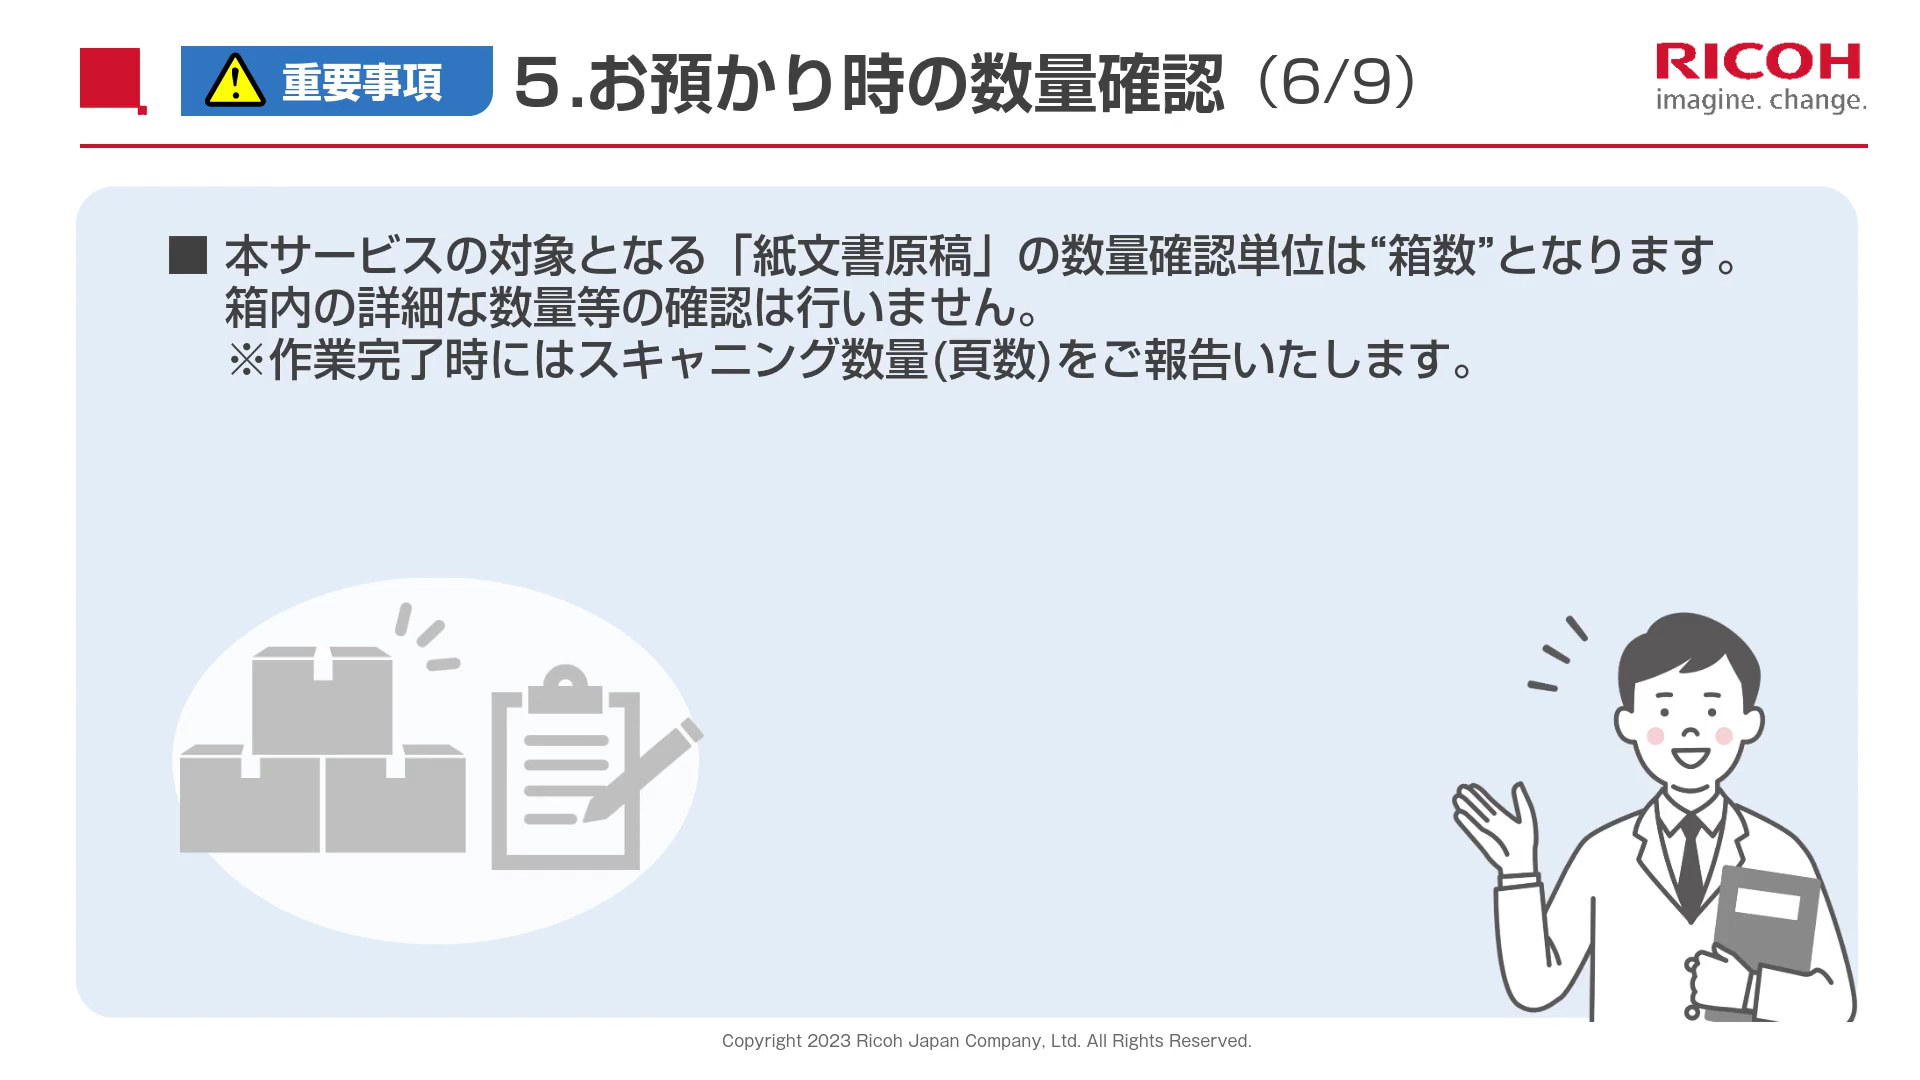 重要事項
５.お預かり時の数量確認（6/9）
RICOH
imagine. change.
■ 本サービスの対象となる「紙文書原稿」の数量確認単位は“箱数”となります。
箱内の詳細な数量等の確認は行いません。
※作業完了時にはスキャニング数量(頁数)をご報告いたします。
Copyright 2023 Ricoh Japan Company, Ltd. All Rights Reserved.